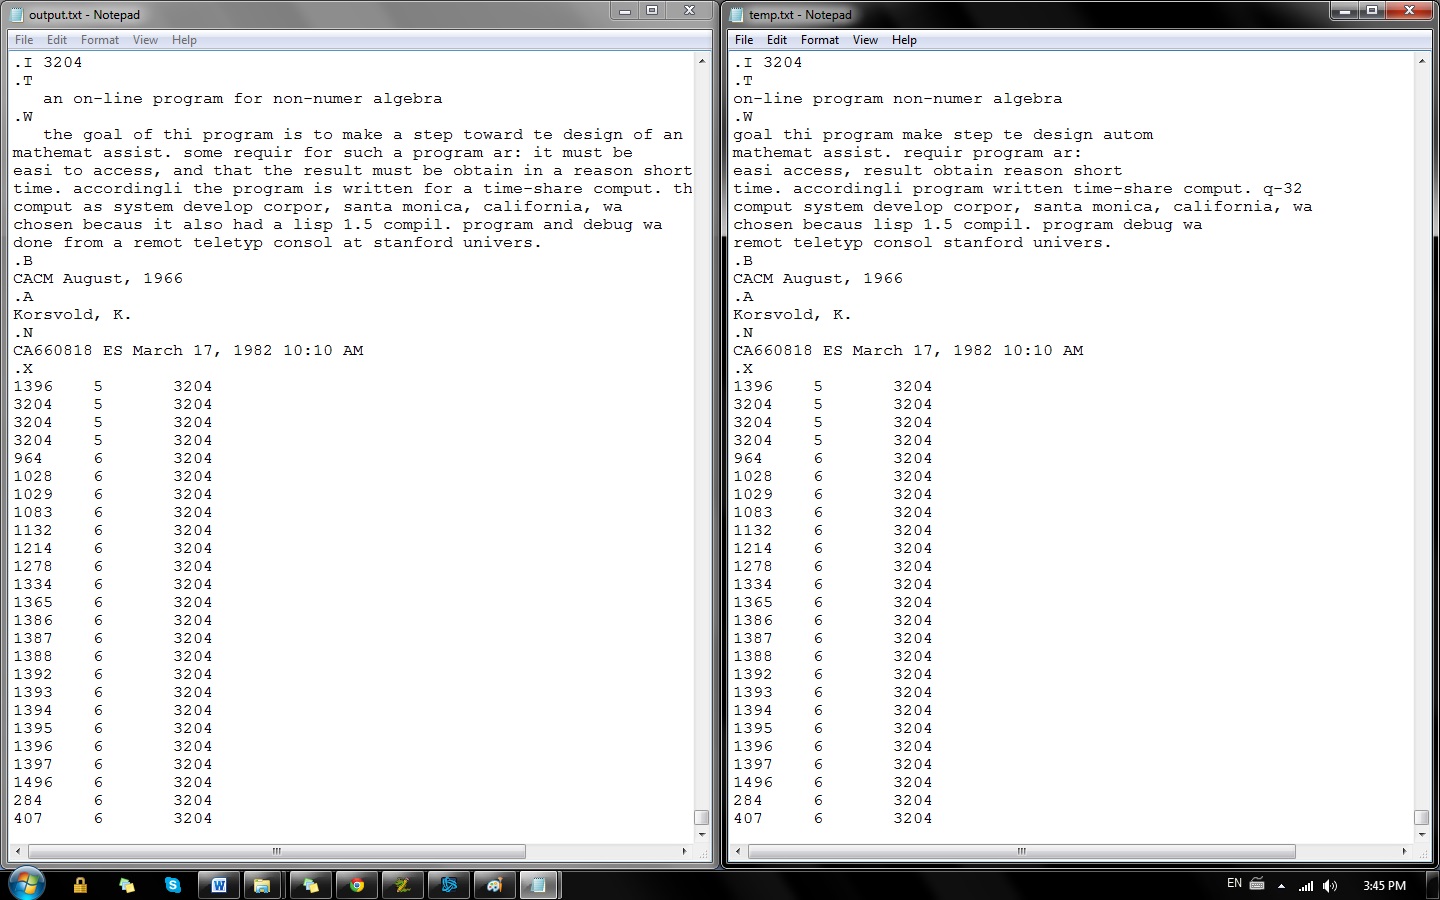 output.txt - Notepad
File Edit Format View Help
.I 3204
.T
an on-line program for non-numer algebra
.W
the goal of thi program is to make a step toward te design of an
mathemat assist. some requir for such a program ar: it must be
easi to access, and that the result must be obtain in a reason short
time. accordingli the program is written for a time-share comput. th
comput as system develop corpor, santa monica, california, wa
chosen becaus it also had a lisp 1.5 compil. program and debug wa
done from a remot teletyp consol at stanford univers.
.B
CACM August, 1966
.A
Korsvold, K.
.N
CA660818 ES March 17, 1982 10:10 AM
.X
1396 5 3204
3204 5 3204
3204 5 3204
3204 5 3204
964 6 3204
1028 6 3204
1029 6 3204
1083 6 3204
1132 6 3204
1214 6 3204
1278 6 3204
1334 6 3204
1365 6 3204
1386 6 3204
1387 6 3204
1388 6 3204
1392 6 3204
1393 6 3204
1394 6 3204
1395 6 3204
1396 6 3204
1397 6 3204
1496 6 3204
284 6 3204
407 6 3204
temp.txt - Notepad
File Edit Format View Help
.I 3204
.T
on-line program non-numer algebra
.W
goal thi program make step te design autom
mathemat assist. requir program ar:
easi access, result obtain reason short
time. accordingli program written time-share comput. q-32
comput system develop corpor, santa monica, california, wa
chosen becaus lisp 1.5 compil. program debug wa
remot teletyp consol stanford univers.
.B
CACM August, 1966
.A
Korsvold, K.
.N
CA660818 ES March 17, 1982 10:10 AM
.X
1396 5 3204
3204 5 3204
3204 5 3204
3204 5 3204
964 6 3204
1028 6 3204
1029 6 3204
1083 6 3204
1132 6 3204
1214 6 3204
1278 6 3204
1334 6 3204
1365 6 3204
1386 6 3204
1387 6 3204
1388 6 3204
1392 6 3204
1393 6 3204
1394 6 3204
1395 6 3204
1396 6 3204
1397 6 3204
1496 6 3204
284 6 3204
407 6 3204
EN
3:45 PM